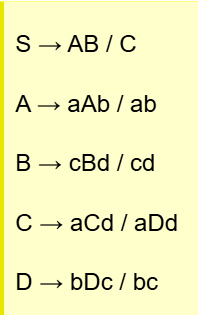 S → AB / C
A → aAb / ab
B → cBd / cd
C → aCd / aDd
D → bDc / bc